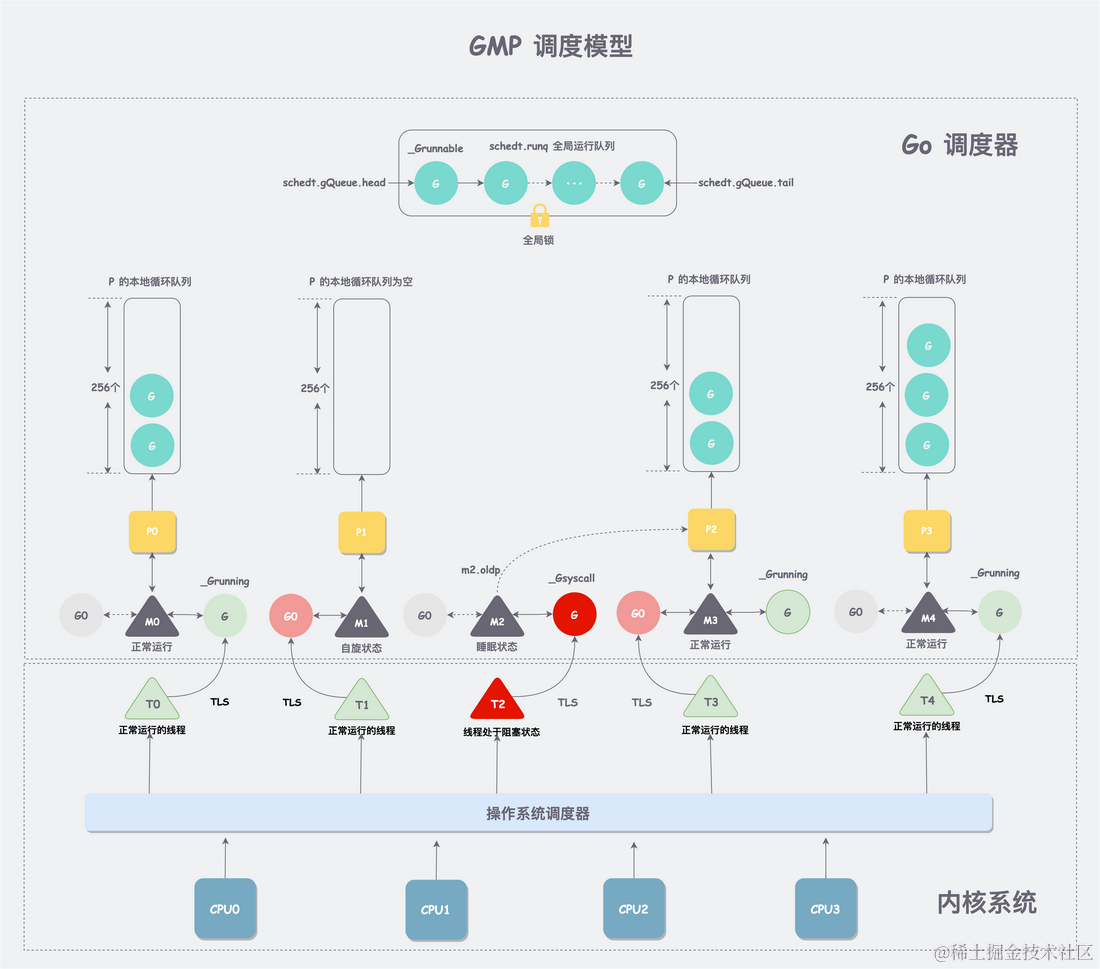 GMP 调度模型
Go 调度器
_Grunnable
schedt.runq 全局运行队列
schedt.gQueue.head
G
G
...
G
schedt.gQueue.tail
全局锁
P 的本地循环队列
P 的本地循环队列为空
P 的本地循环队列
P 的本地循环队列
256个
G
G
256个
256个
G
G
256个
G
G
G
P0
P1
P2
P3
m2.oldp
_Grunning
_Gsyscall
_Grunning
_Grunning
G0
M0
G
G0
M1
G0
M2
G
G0
M3
G
G0
M4
G
正常运行
自旋状态
睡眠状态
正常运行
正常运行
T0
TLS
TLS
T1
T2
TLS
TLS
T3
T4
TLS
正常运行的线程
正常运行的线程
线程处于阻塞状态
正常运行的线程
正常运行的线程
操作系统调度器
CPU0
CPU1
CPU2
CPU3
内核系统
@稀土掘金技术社区